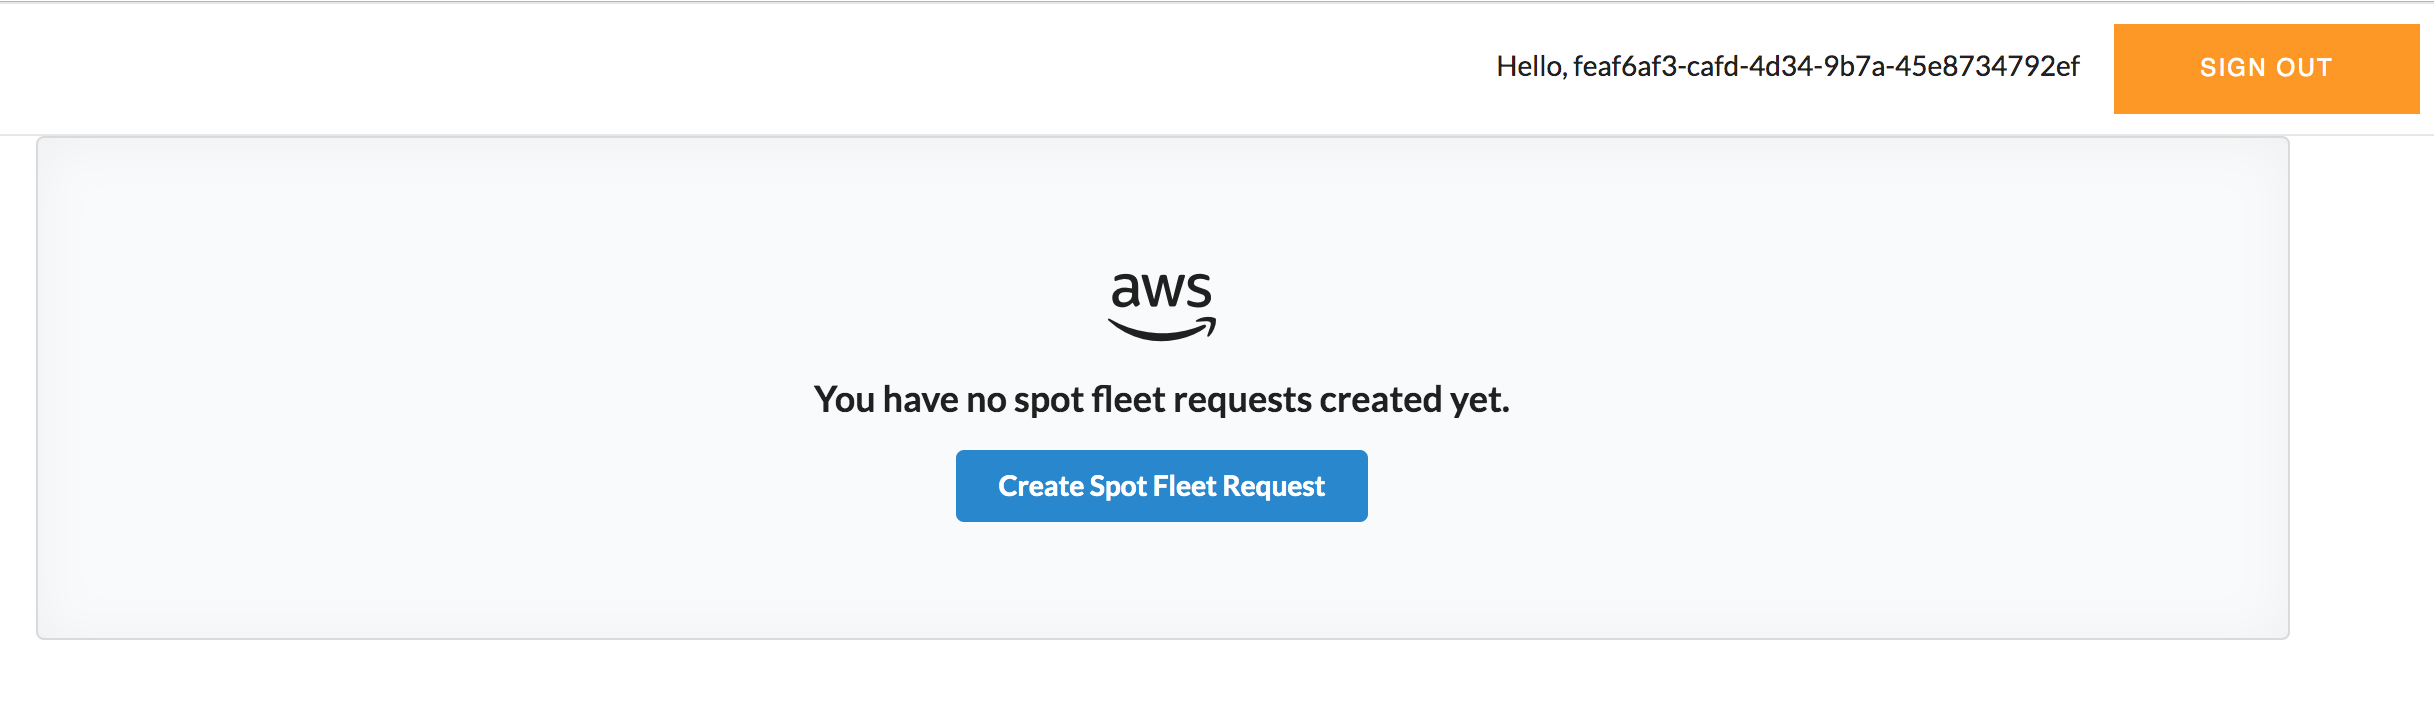 Hello, feaf6af3-cafd-4d34-9b7a-45e8734792ef
SIGN OUT
aws
You have no spot fleet requests created yet.
Create Spot Fleet Request